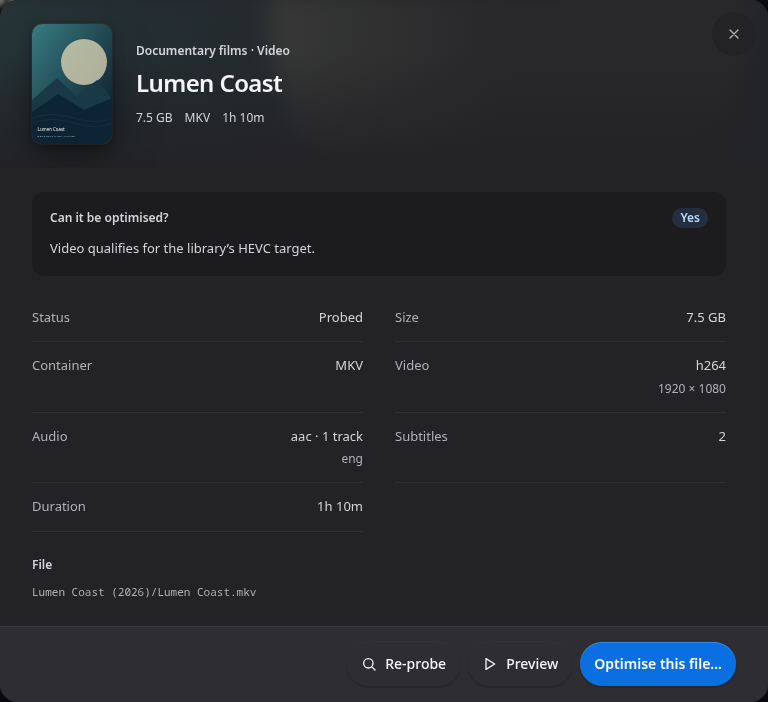 Documentary films · Video
Lumen Coast
7.5 GB MKV 1h 10m
Lumen Coast
Can it be optimised?
Yes
Video qualifies for the library's HEVC target.
Status Probed
Size 7.5 GB
Container MKV
Video h264
1920 × 1080
Audio aac · 1 track
eng
Subtitles 2
Duration 1h 10m
File
Lumen Coast (2026)/Lumen Coast.mkv
Re-probe
Preview
Optimise this file...